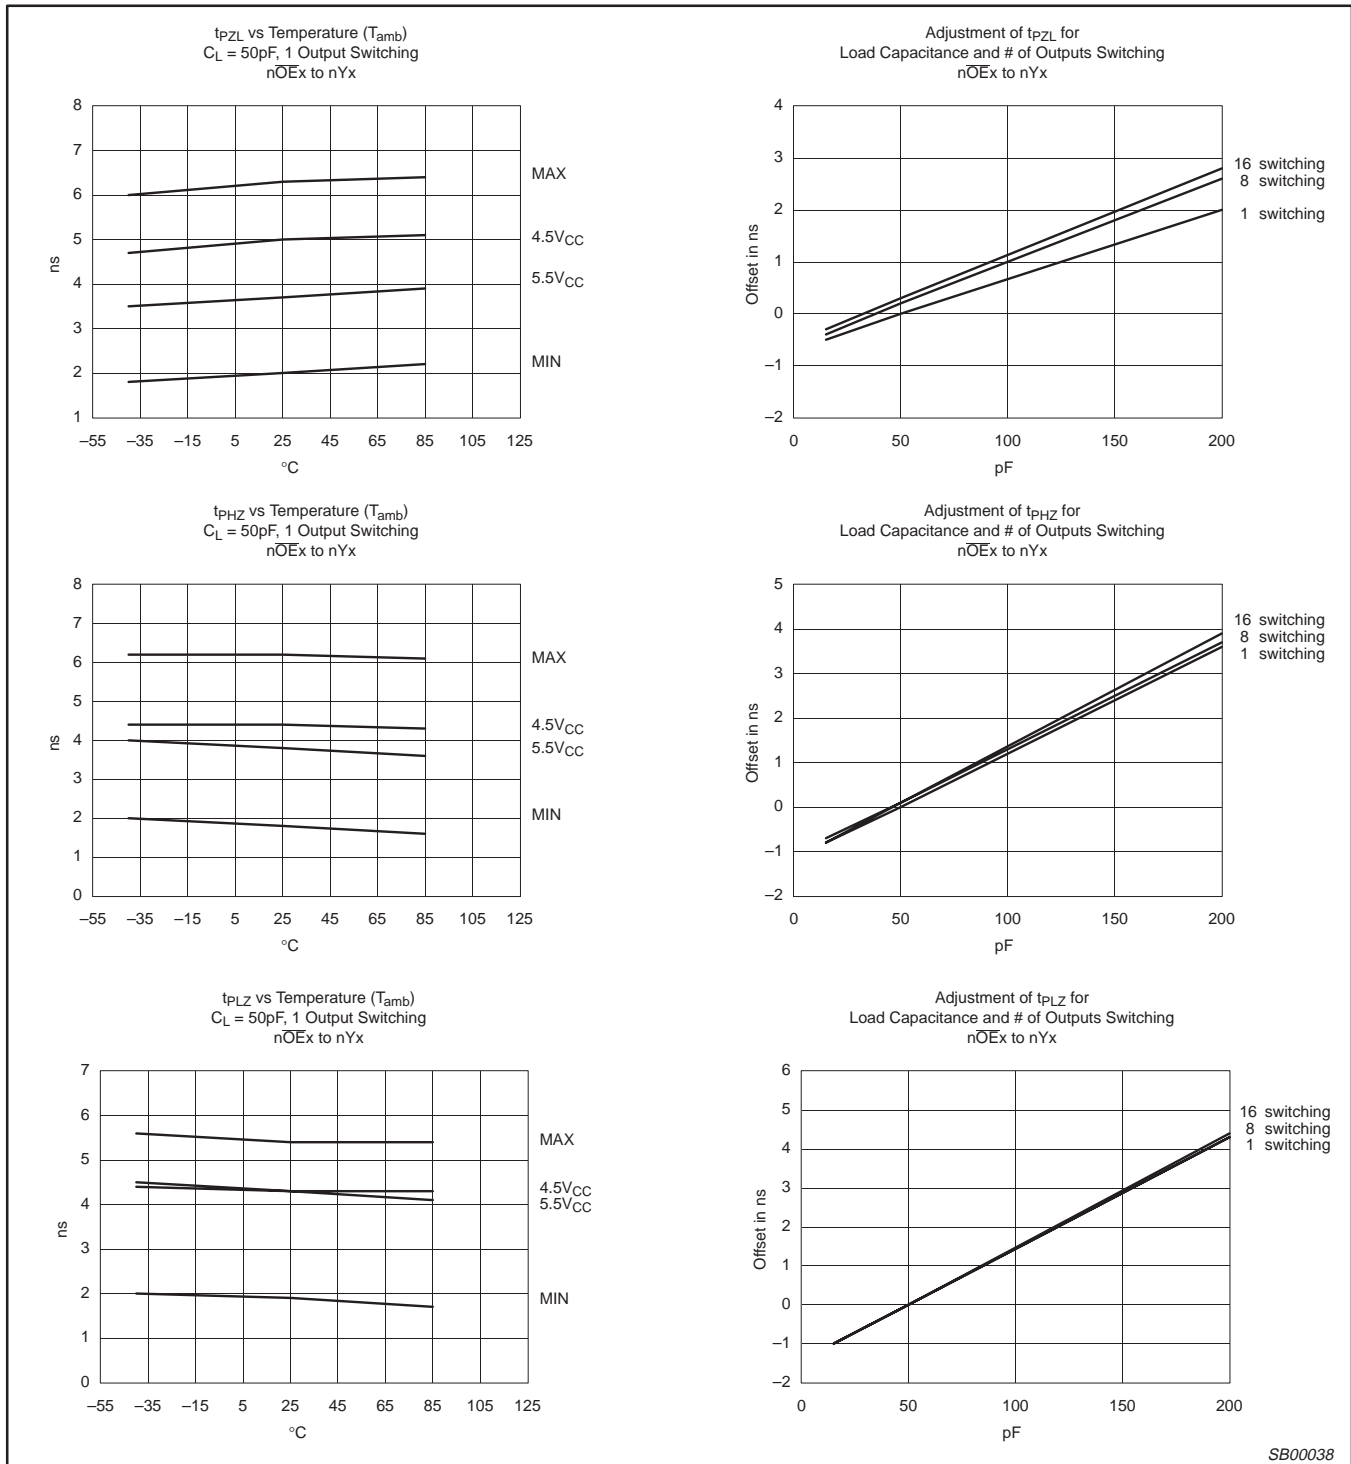 tPZL vs Temperature (Tamb)
CL = 50pF, 1 Output Switching
nOEx to nYx
8
7
6
5
4
3
2
1
ns
MAX
4.5VCC
5.5VCC
MIN
–55 –35 –15 5 25 45 65 85 105 125
°C
Adjustment of tPZL for
Load Capacitance and # of Outputs Switching
nOEx to nYx
4
3
2
1
0
–1
–2
Offset in ns
16 switching
8 switching
1 switching
0 50 100 150 200
pF
tPHZ vs Temperature (Tamb)
CL = 50pF, 1 Output Switching
nOEx to nYx
8
7
6
5
4
3
2
1
0
ns
MAX
4.5VCC
5.5VCC
MIN
–55 –35 –15 5 25 45 65 85 105 125
°C
Adjustment of tPHZ for
Load Capacitance and # of Outputs Switching
nOEx to nYx
5
4
3
2
1
0
–1
–2
Offset in ns
16 switching
8 switching
1 switching
0 50 100 150 200
pF
tPLZ vs Temperature (Tamb)
CL = 50pF, 1 Output Switching
nOEx to nYx
7
6
5
4
3
2
1
0
ns
MAX
4.5VCC
5.5VCC
MIN
–55 –35 –15 5 25 45 65 85 105 125
°C
Adjustment of tPLZ for
Load Capacitance and # of Outputs Switching
nOEx to nYx
6
5
4
3
2
1
0
–1
–2
Offset in ns
16 switching
8 switching
1 switching
0 50 100 150 200
pF
SB00038